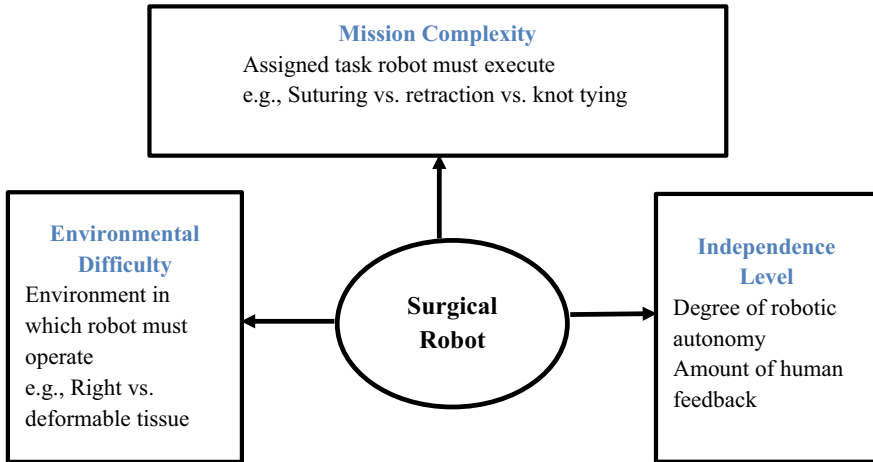 Mission Complexity
Assigned task robot must execute
e.g., Suturing vs. retraction vs. knot tying
Environmental
Difficulty
Environment in
which robot must
operate
e.g., Right vs.
deformable tissue
Surgical
Robot
Independence
Level
Degree of robotic
autonomy
Amount of human
feedback